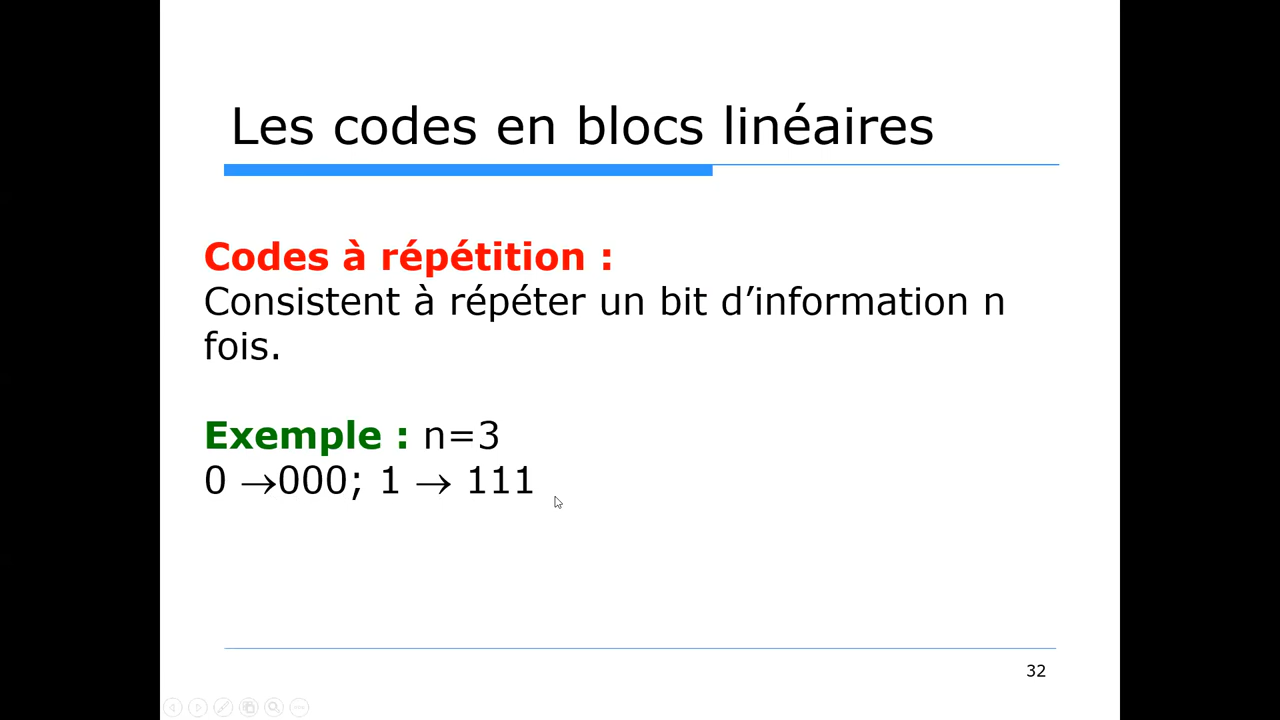 Les codes en blocs linéaires
Codes à répétition :
Consistent à répéter un bit d’information n
fois.
Exemple : n=3
0 →000; 1 → 111
32